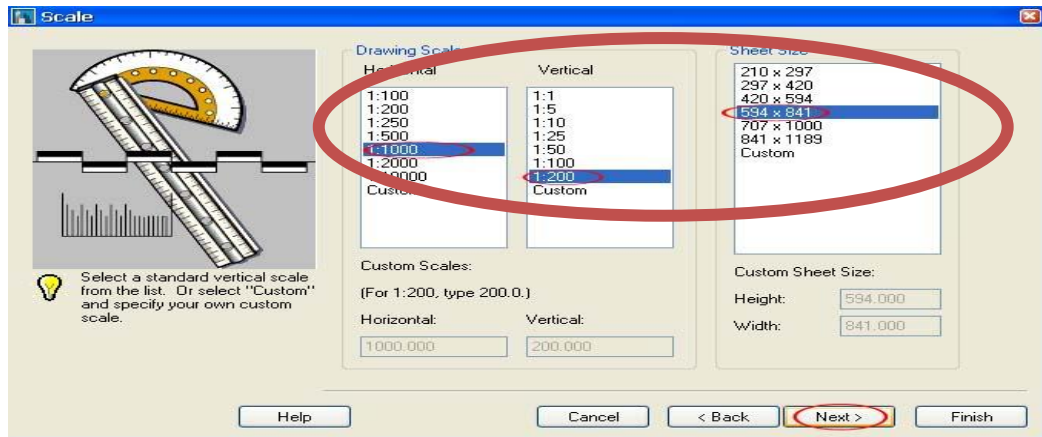 Scale
Drawing Scale
Horizontal
Vertical
1:100
1:200
1:250
1:500
1:1000
1:2000
Custom
1:1
1:5
1:10
1:25
1:50
1:100
1:200
Custom
Sheet Size
210 x 297
297 x 420
420 x 594
594 x 841
707 x 1000
841 x 1189
Custom
Select a standard vertical scale
from the list. Or select "Custom"
and specify your own custom
scale.
Custom Scales:
(For 1:200, type 200.0.)
Horizontal:
Vertical:
1000.000
200.000
Custom Sheet Size:
Height:
594.000
Width:
841.000
Help
Cancel
< Back
Next >
Finish